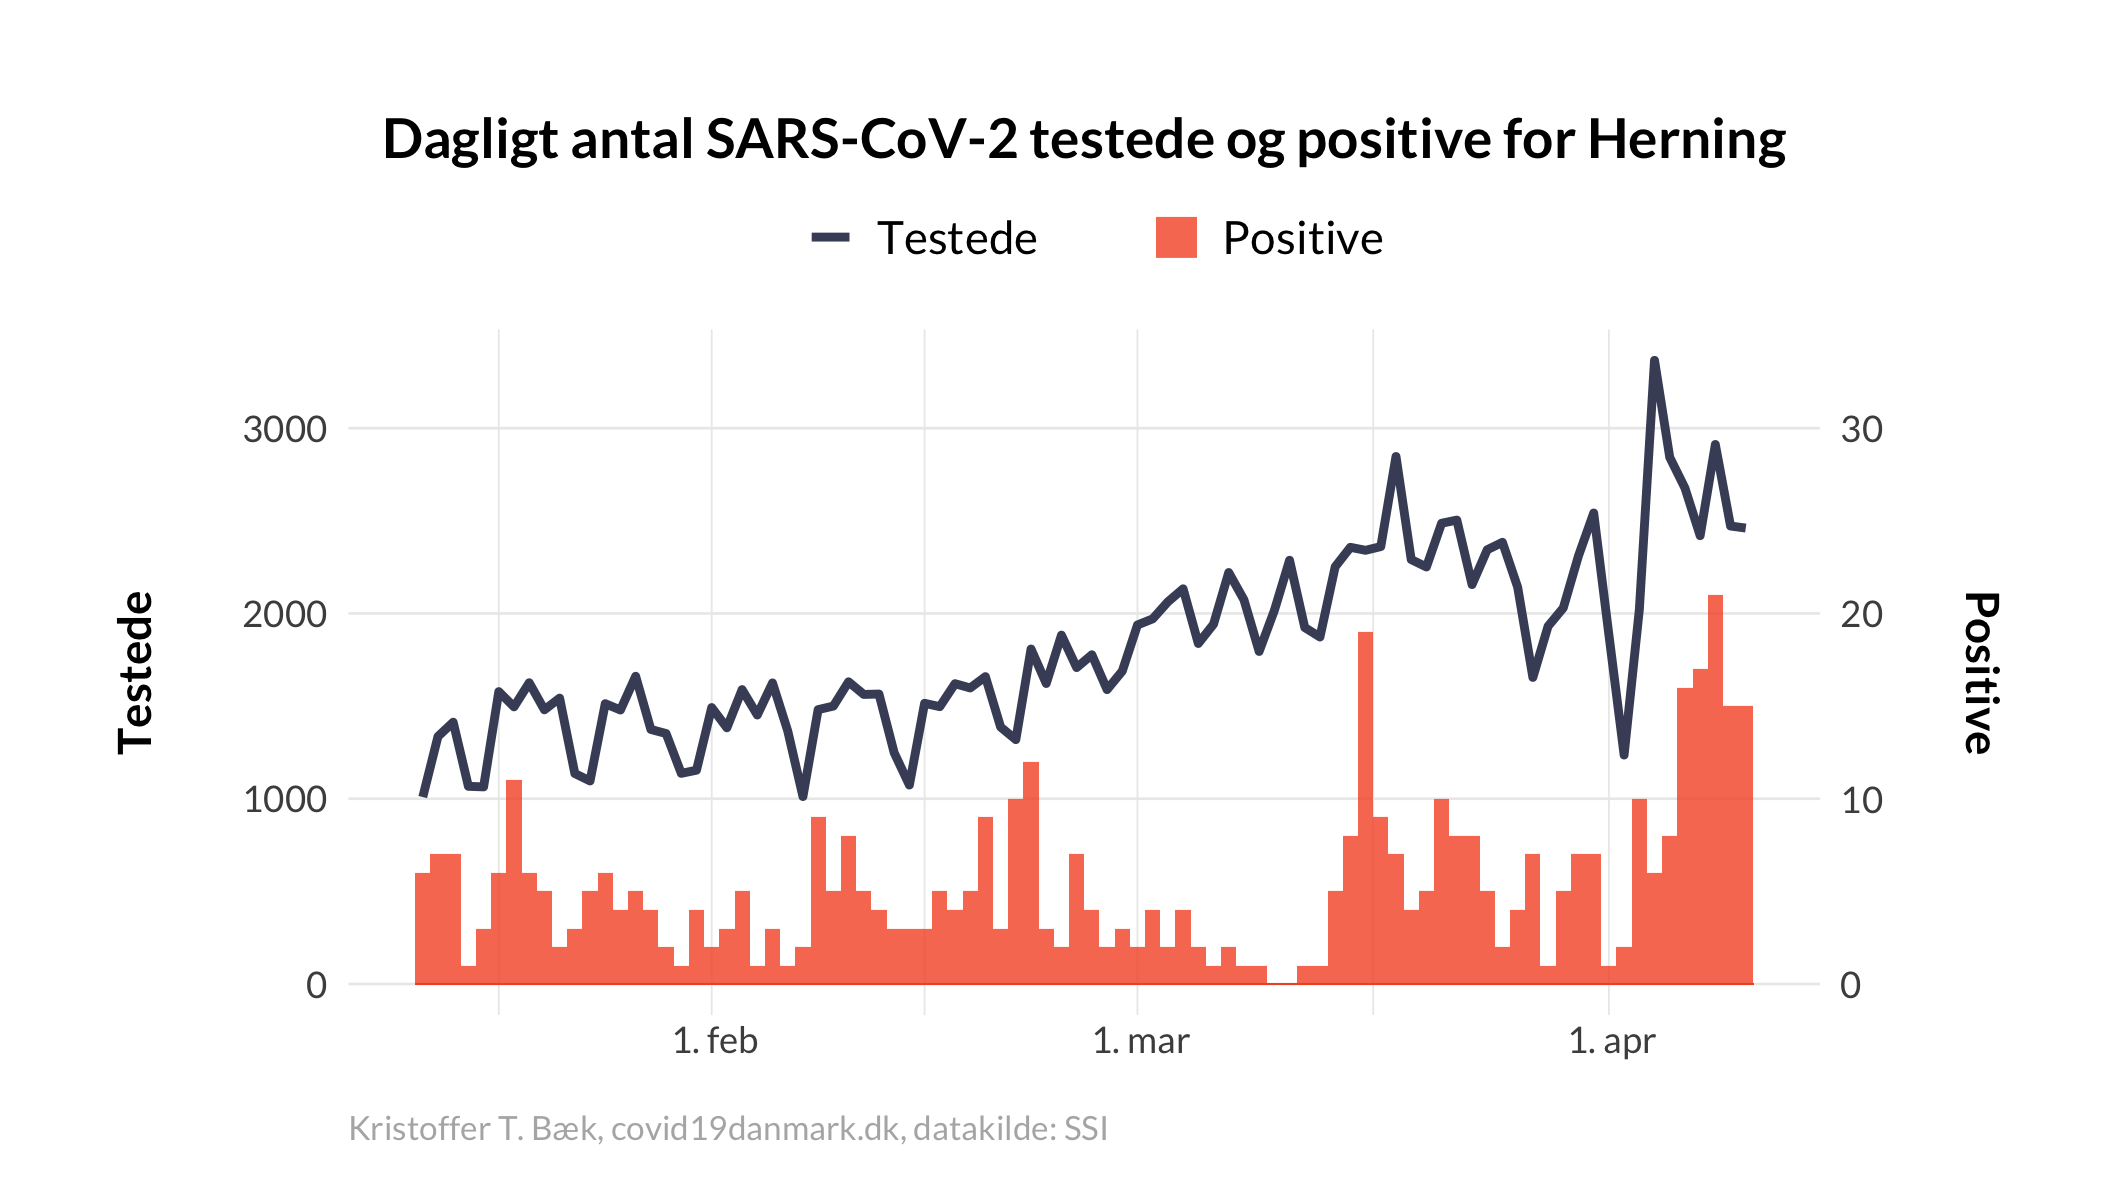 Dagligt antal SARS-CoV-2 testede og positive for Herning
Testede
Positive
Testede
3000
2000
1000
0
30
20
10
0
Positive
1. feb
1. mar
1. apr
Kristoffer T. Bæk, covid19danmark.dk, datakilde: SSI